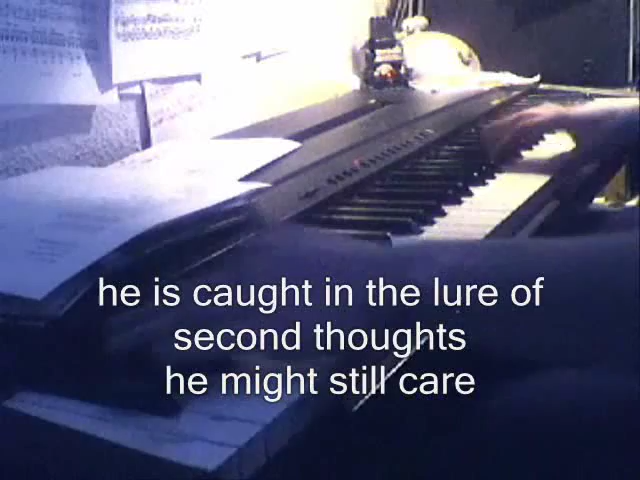 he is caught in the lure of
second thoughts
he might still care